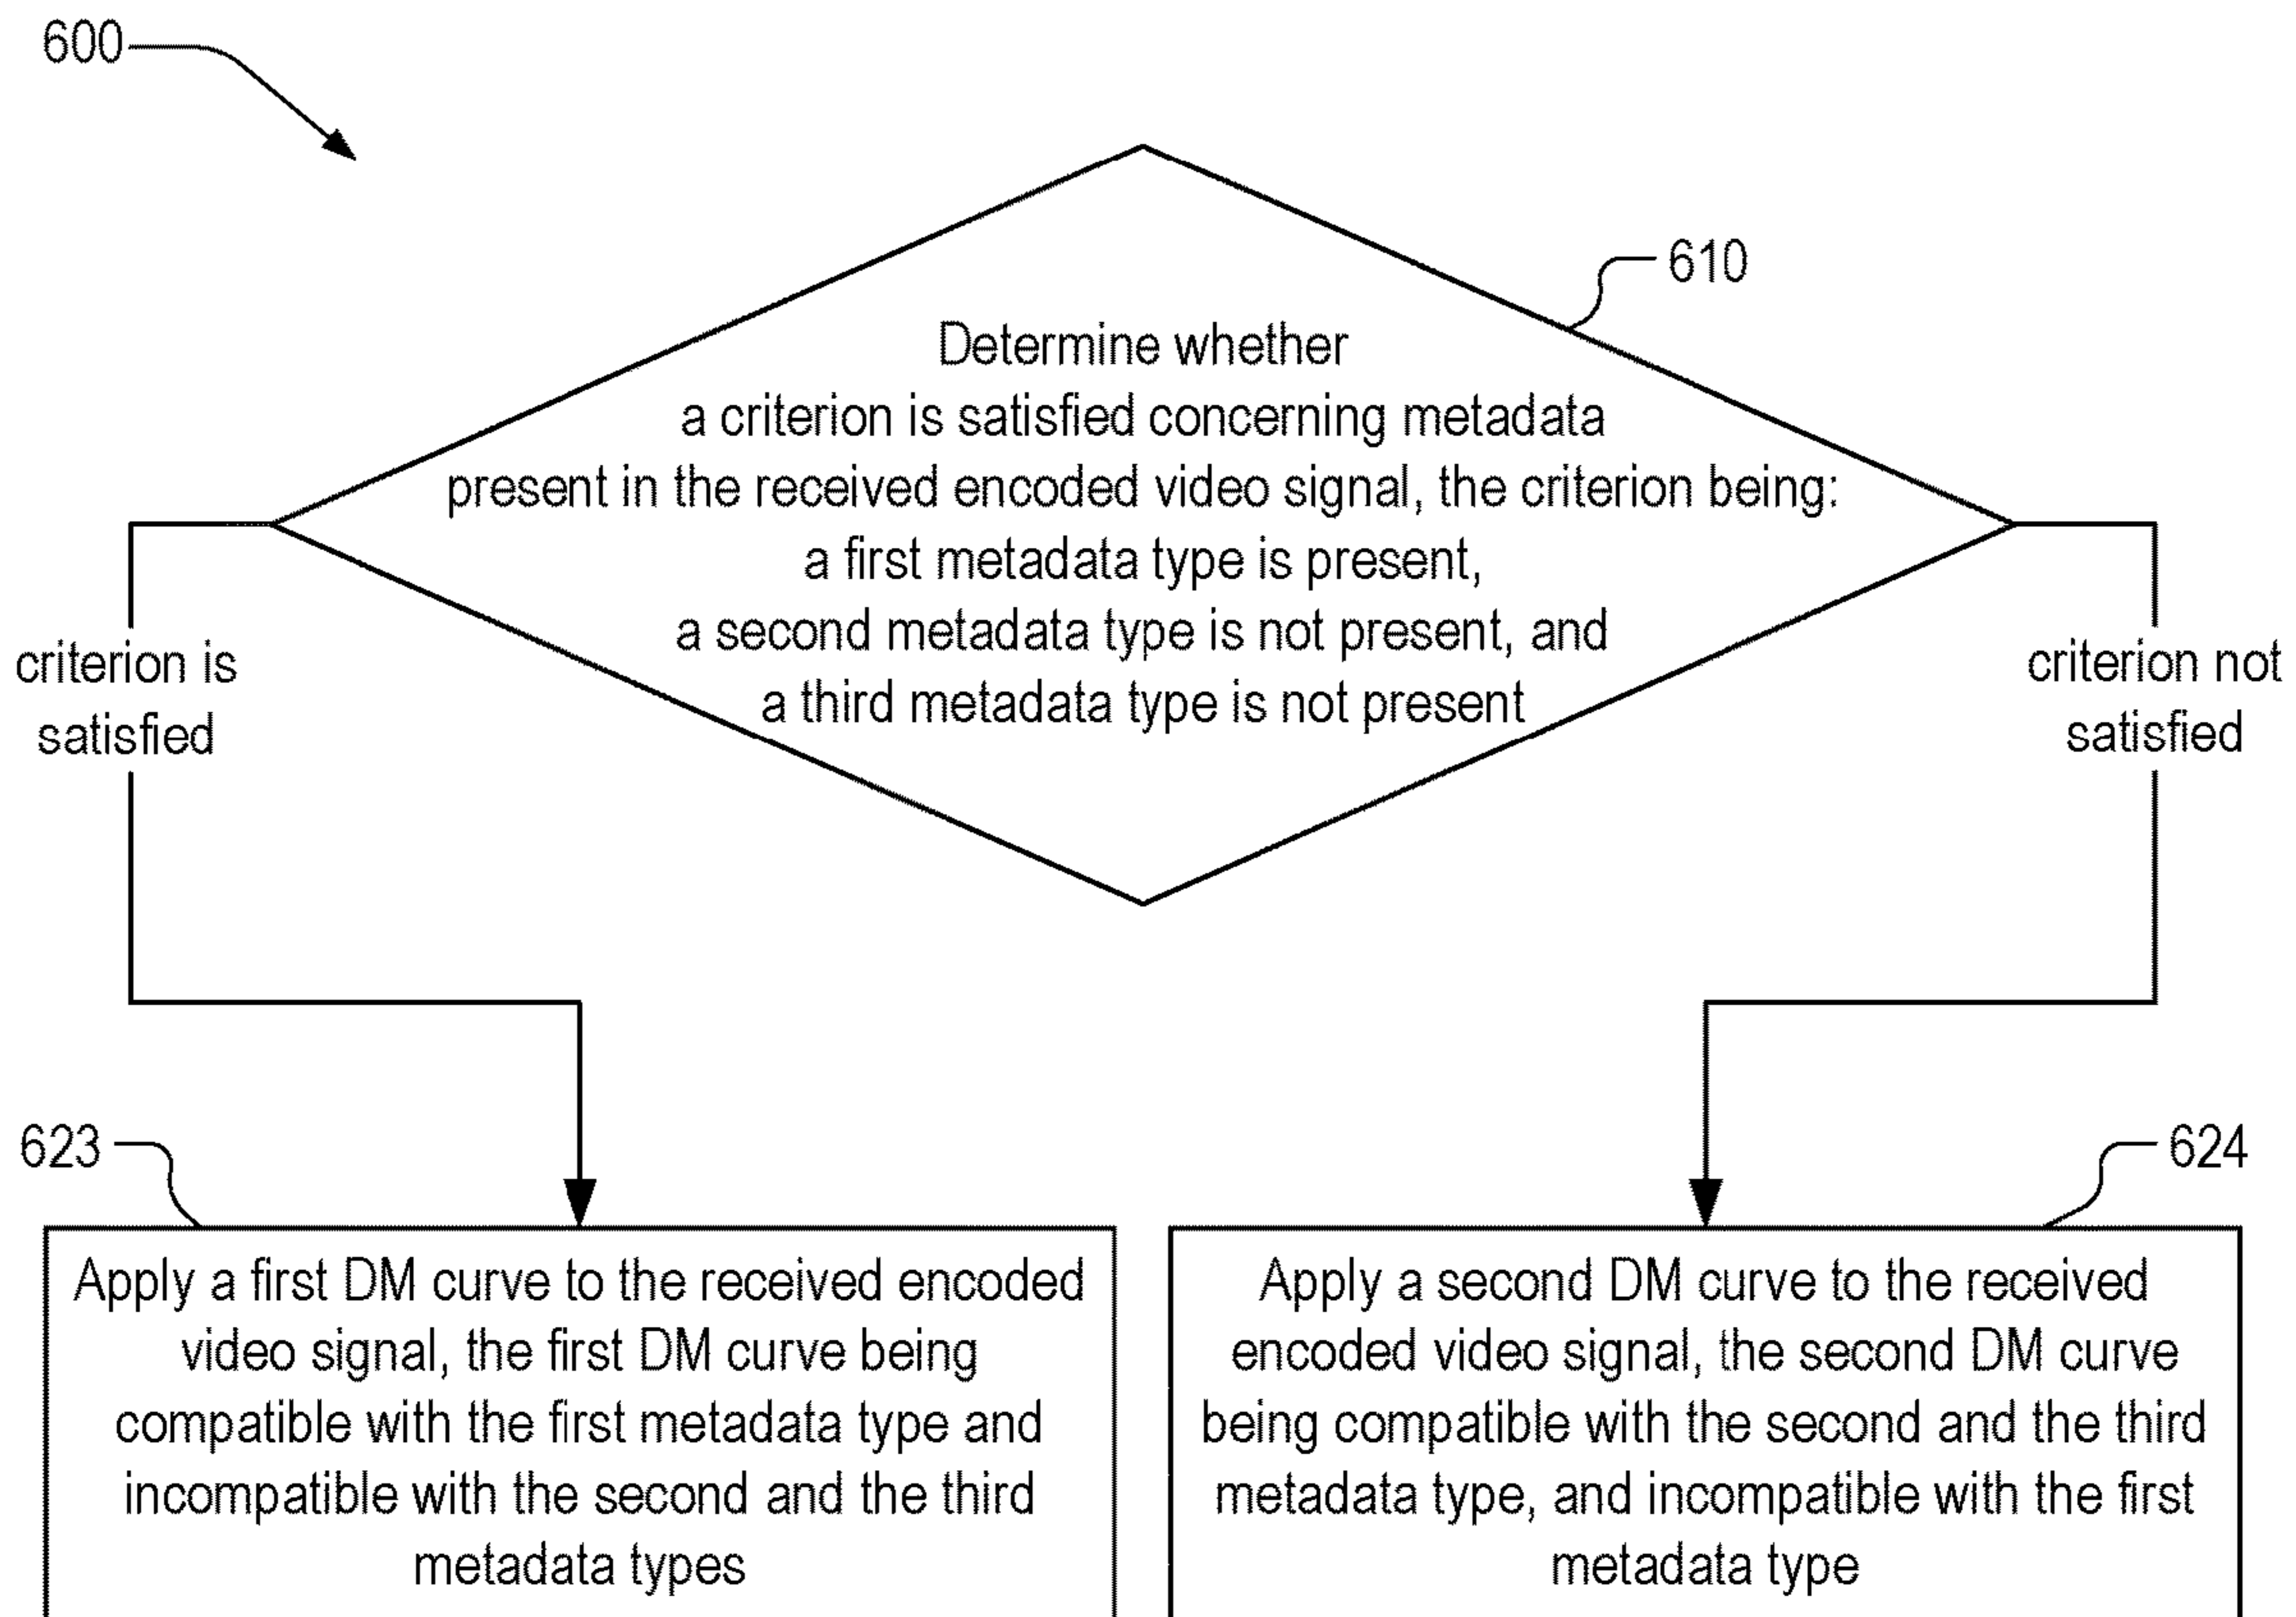 600
610
Determine whether
a criterion is satisfied concerning metadata
present in the received encoded video signal, the criterion being:
a first metadata type is present,
a second metadata type is not present, and
a third metadata type is not present
criterion is
satisfied
criterion not
satisfied
623
Apply a first DM curve to the received encoded
video signal, the first DM curve being
compatible with the first metadata type and
incompatible with the second and the third
metadata types
624
Apply a second DM curve to the received
encoded video signal, the second DM curve
being compatible with the second and the third
metadata type, and incompatible with the first
metadata type